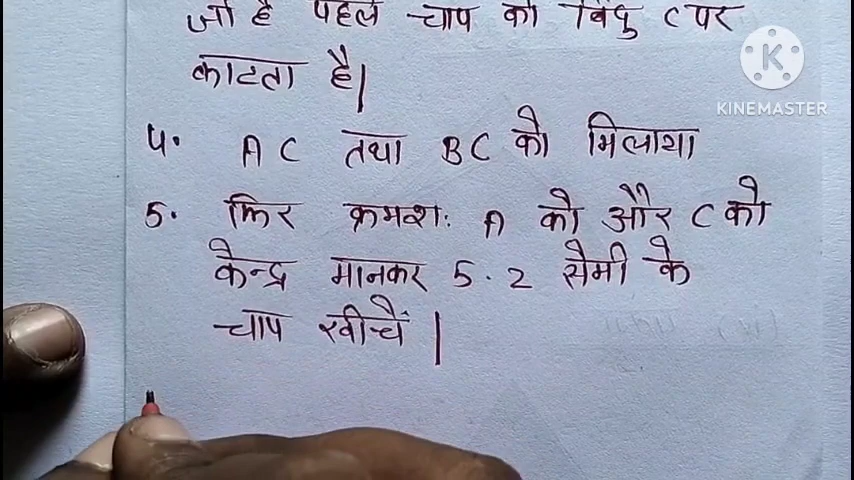 जो है पहले चाप को बिंदु C पर
काटता है।
KINEMASTER
4. AC तथा BC को मिलाया
5. फिर क्रमशः A को और C को
केन्द्र मानकर 5.2 सेमी के
चाप खीचें।